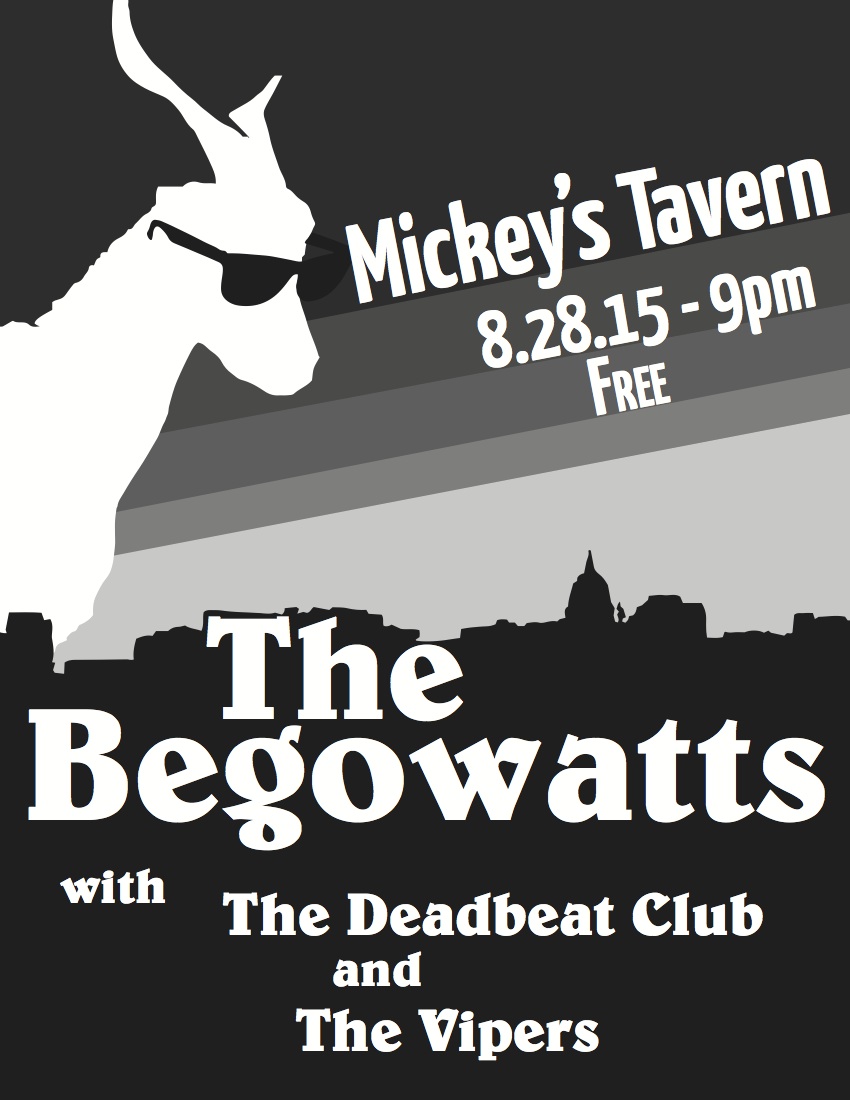 Mickey's Tavern
8.28.15 - 9pm
FREE
The
Begowatts
with
The Deadbeat Club
and
The Vipers